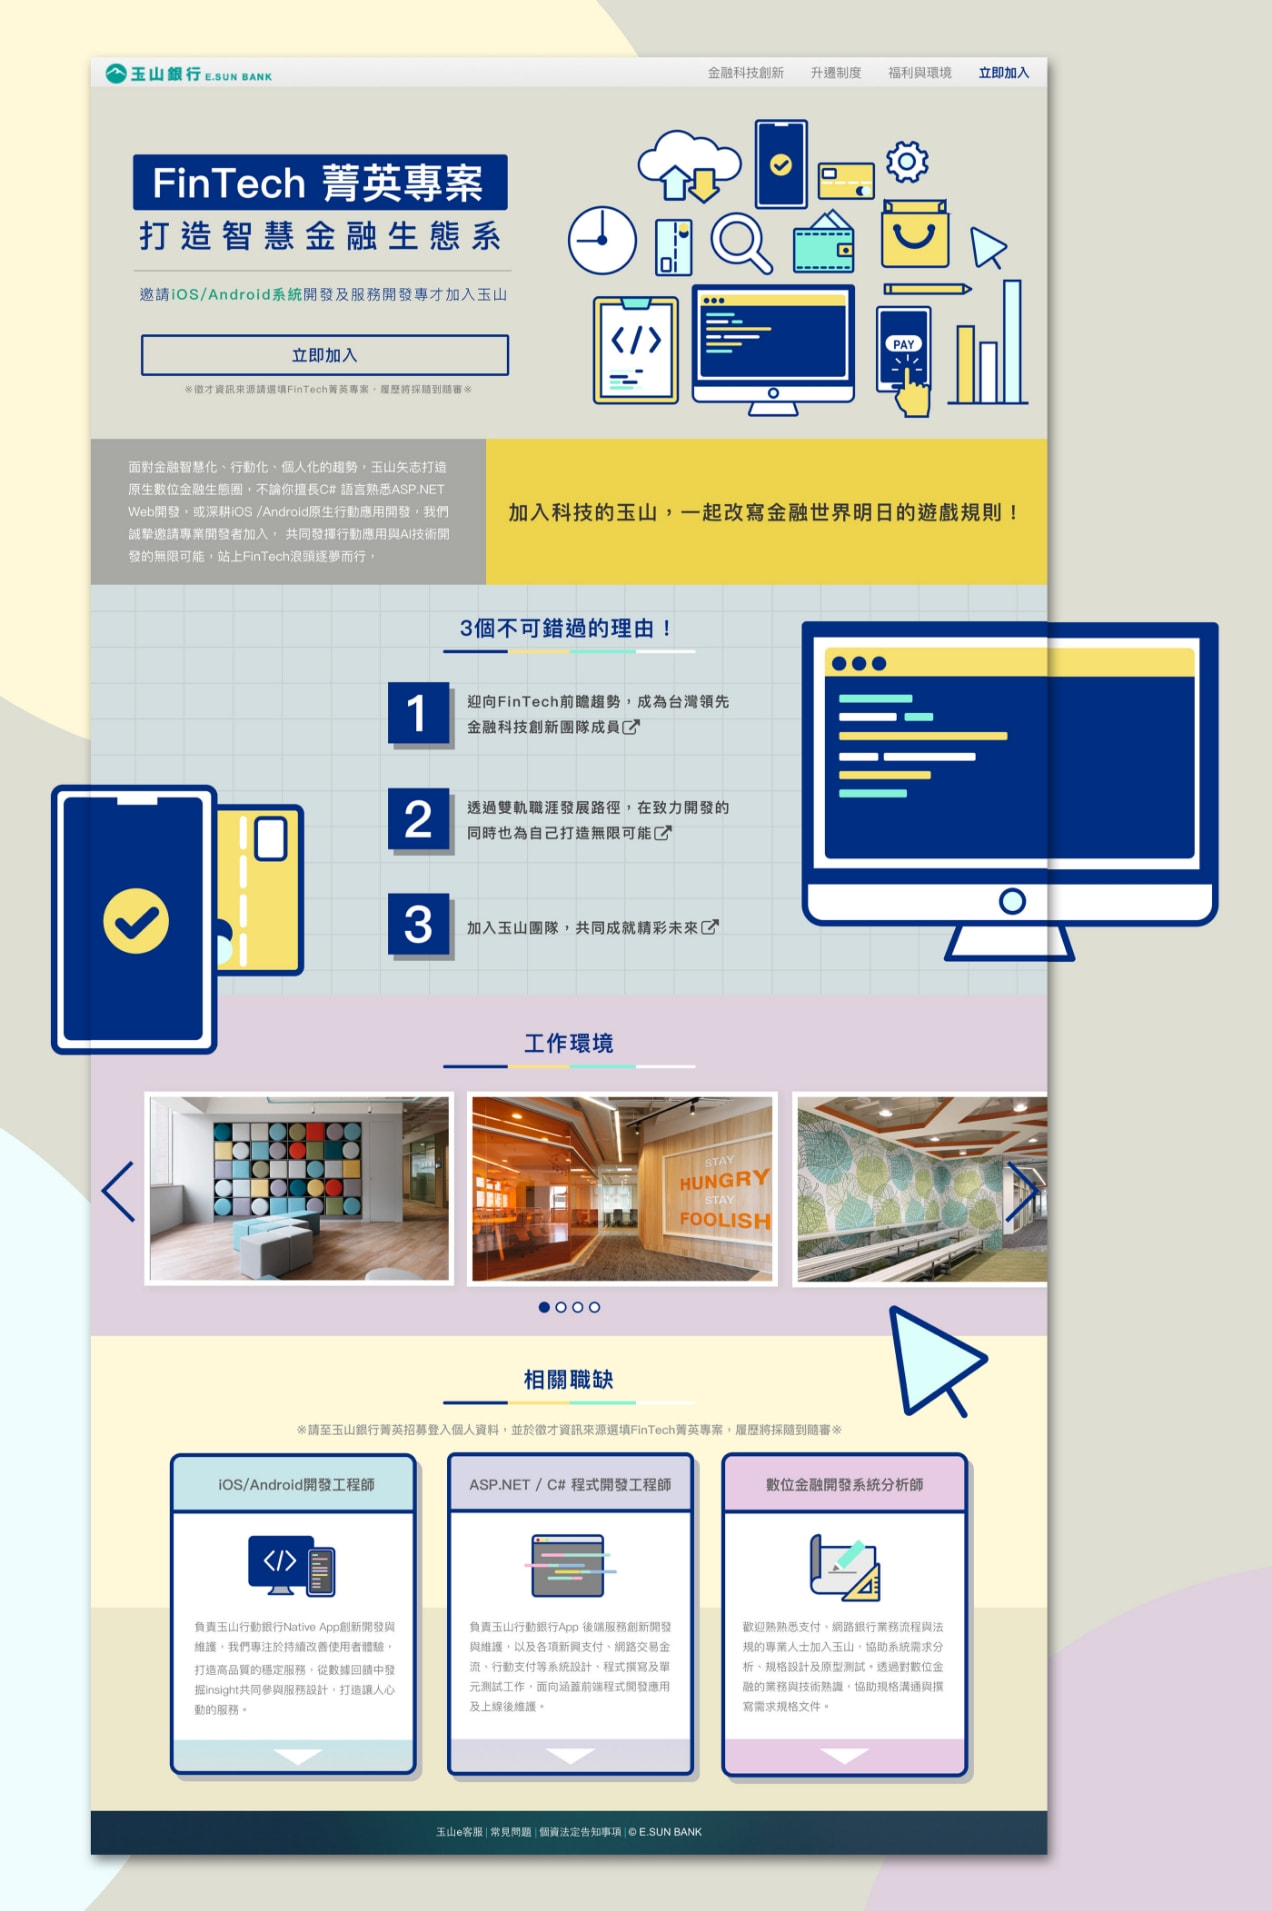 玉山銀行 E.SUN BANK
金融科技創新 升遷制度 福利與環境 立即加入
FinTech 菁英專案
打造智慧金融生態系
邀請iOS/Android系統開發及服務開發專才加入玉山
立即加入
※徵才資訊來源請選填FinTech菁英專案，履歷將採隨到隨審※
PAY
面對金融智慧化、行動化、個人化的趨勢，玉山矢志打造
原生數位金融生態圈，不論你擅長C# 語言熟悉ASP.NET
Web開發，或深耕iOS /Android原生行動應用開發，我們
誠摯邀請專業開發者加入， 共同發揮行動應用與AI技術開
發的無限可能，站上FinTech浪頭逐夢而行，
加入科技的玉山，一起改寫金融世界明日的遊戲規則！
3個不可錯過的理由！
1
迎向FinTech前瞻趨勢，成為台灣領先
金融科技創新團隊成員
2
透過雙軌職涯發展路徑，在致力開發的
同時也為自己打造無限可能
3
加入玉山團隊，共同成就精彩未來
工作環境
STAY
HUNGRY
STAY
FOOLISH
相關職缺
※請至玉山銀行菁英招募登入個人資料，並於徵才資訊來源選填FinTech菁英專案，履歷將採隨到隨審※
iOS/Android開發工程師
負責玉山行動銀行Native App創新開發與
維護，我們專注於持續改善使用者體驗，
打造高品質的穩定服務，從數據回饋中發
掘insight共同參與服務設計，打造讓人心
動的服務。
ASP.NET / C# 程式開發工程師
負責玉山行動銀行App 後端服務創新開發
與維護，以及各項新興支付、網路交易金
流、行動支付等系統設計、程式撰寫及單
元測試工作，面向涵蓋前端程式開發應用
及上線後維護。
數位金融開發系統分析師
歡迎熟熟悉支付、網路銀行業務流程與法
規的專業人士加入玉山，協助系統需求分
析、規格設計及原型測試。透過對數位金
融的業務與技術熟識，協助規格溝通與撰
寫需求規格文件。
玉山e客服 | 常見問題 | 個資法定告知事項 | © E.SUN BANK